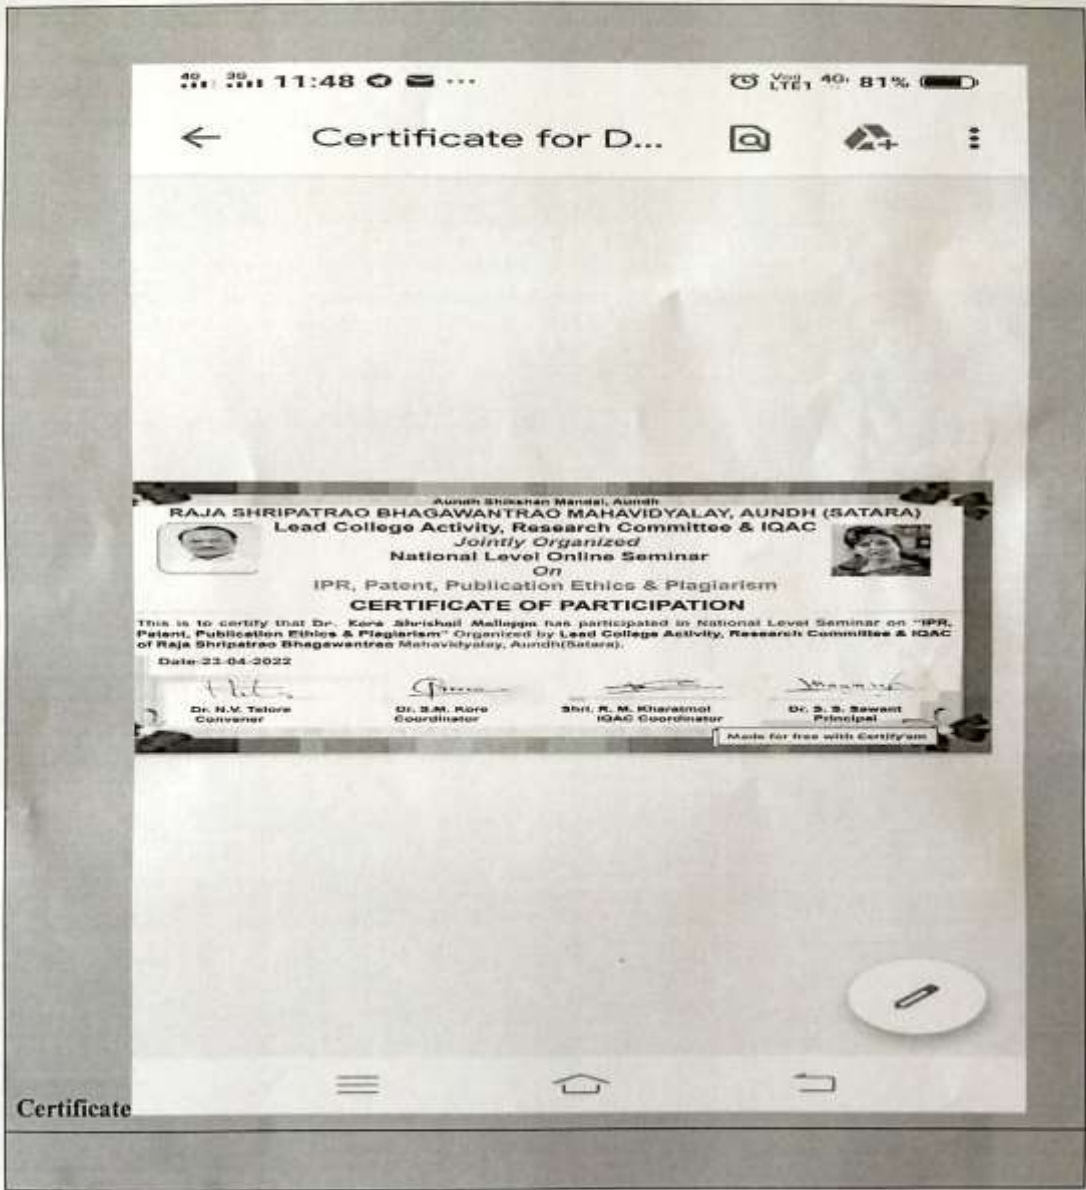 4G 3G 11:48 ... LTE1 4G 81%
Certificate for D...
Aundh Shikshan Mandal, Aundh
RAJA SHRIPATRAO BHAGAWANTRAO MAHAVIDYALAY, AUNDH (SATARA)
Lead College Activity, Research Committee & IQAC
Jointly Organized
National Level Online Seminar
On
IPR, Patent, Publication Ethics & Plagiarism
CERTIFICATE OF PARTICIPATION
This is to certify that Dr. Kore Shrishail Mallappa has participated in National Level Seminar on "IPR,
Patent, Publication Ethics & Plagiarism" Organized by Lead College Activity, Research Committee & IQAC
of Raja Shripatrao Bhagawantrao Mahavidyalay, Aundh(Satara).
Date-23-04-2022
Dr. N.V. Telore Dr. S.M. Kore Shri. R. M. Kharatmol Dr. S. S. Sawant
Convener Coordinator IQAC Coordinator Principal
Made for free with Certify'em
Certificate